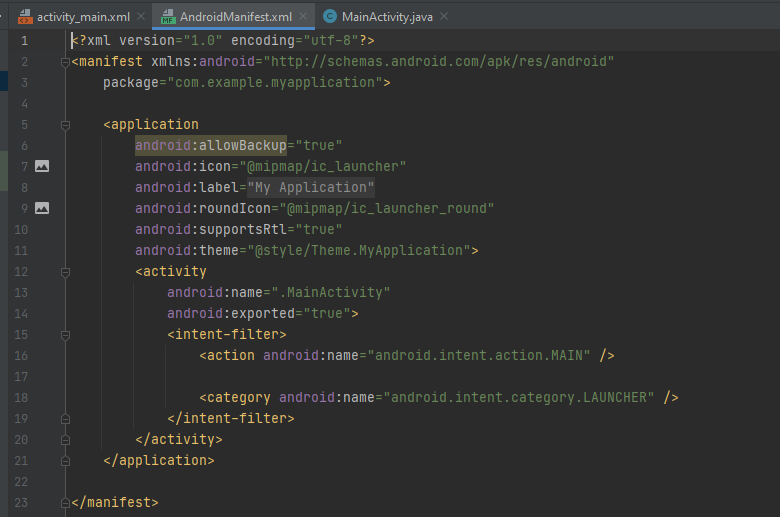 activity_main.xml AndroidManifest.xml MainActivity.java
1 <?xml version="1.0" encoding="utf-8"?>
2 <manifest xmlns:android="http://schemas.android.com/apk/res/android"
3 package="com.example.myapplication">
4
5 <application
6 android:allowBackup="true"
7 android:icon="@mipmap/ic_launcher"
8 android:label="My Application"
9 android:roundIcon="@mipmap/ic_launcher_round"
10 android:supportsRtl="true"
11 android:theme="@style/Theme.MyApplication">
12 <activity
13 android:name=".MainActivity"
14 android:exported="true">
15 <intent-filter>
16 <action android:name="android.intent.action.MAIN" />
17
18 <category android:name="android.intent.category.LAUNCHER" />
19 </intent-filter>
20 </activity>
21 </application>
22
23 </manifest>